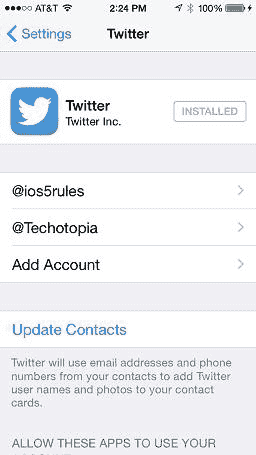 AT&T 2:24 PM 100%
Settings Twitter
Twitter
Twitter Inc.
INSTALLED
@ios5rules
@Techotopia
Add Account
Update Contacts
Twitter will use email addresses and phone
numbers from your contacts to add Twitter
user names and photos to your contact
cards.
ALLOW THESE APPS TO USE YOUR